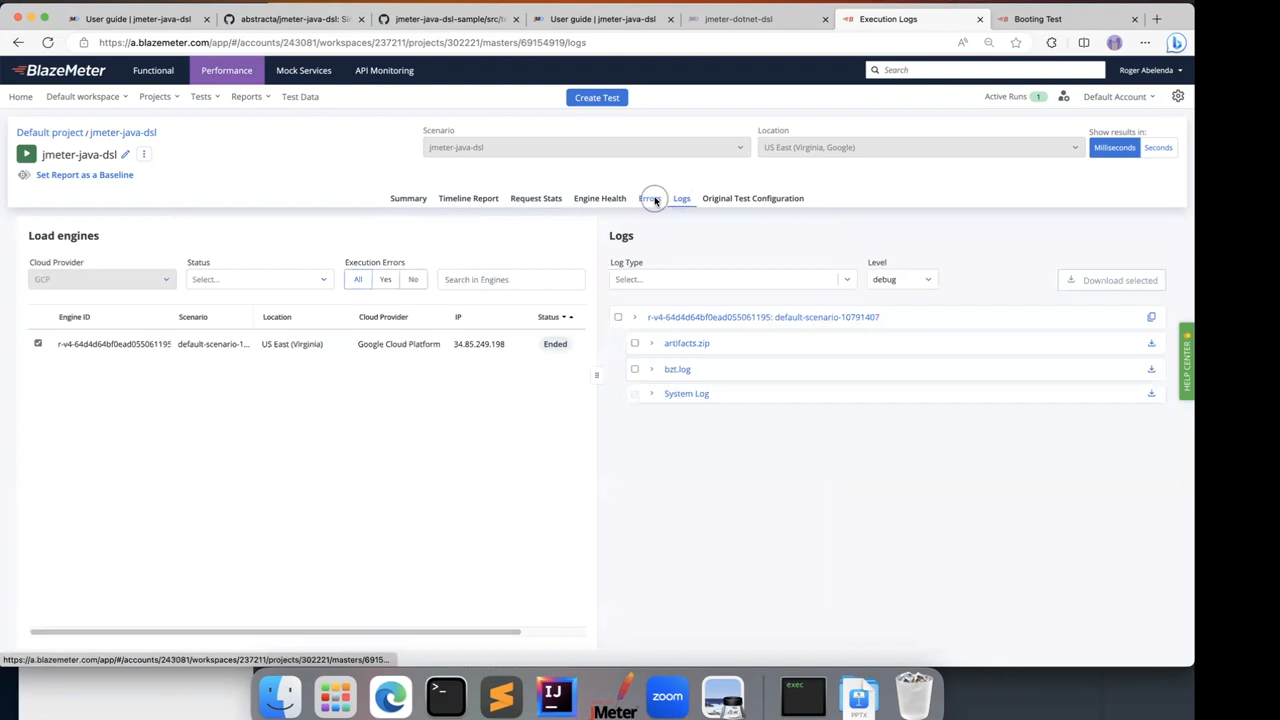 User guide | jmeter-java-dsl
abstracta/jmeter-java-dsl: Si
jmeter-java-dsl-sample/src/t
User guide | jmeter-java-dsl
jmeter-dotnet-dsl
Execution Logs
Booting Test
https://a.blazemeter.com/app/#/accounts/243081/workspaces/237211/projects/302221/masters/69154919/logs
BlazeMeter
Functional
Performance
Mock Services
API Monitoring
Search
Roger Abelenda
Home
Default workspace
Projects
Tests
Reports
Test Data
Create Test
Active Runs 1
Default Account
Default project / jmeter-java-dsl
jmeter-java-dsl
Set Report as a Baseline
Scenario
jmeter-java-dsl
Location
US East (Virginia, Google)
Show results in:
Milliseconds
Seconds
Summary
Timeline Report
Request Stats
Engine Health
Errors
Logs
Original Test Configuration
Load engines
Cloud Provider
GCP
Status
Select...
Execution Errors
All
Yes
No
Search in Engines
Engine ID
Scenario
Location
Cloud Provider
IP
Status
r-v4-64d4d64bf0ead055061195
default-scenario-1...
US East (Virginia)
Google Cloud Platform
34.85.249.198
Ended
Logs
Log Type
Select...
Level
debug
Download selected
r-v4-64d4d64bf0ead055061195: default-scenario-10791407
artifacts.zip
bzt.log
System Log
HELP CENTER
https://a.blazemeter.com/app/#/accounts/243081/workspaces/237211/projects/302221/masters/6915...
IJ
Meter
zoom
exec
PPTX